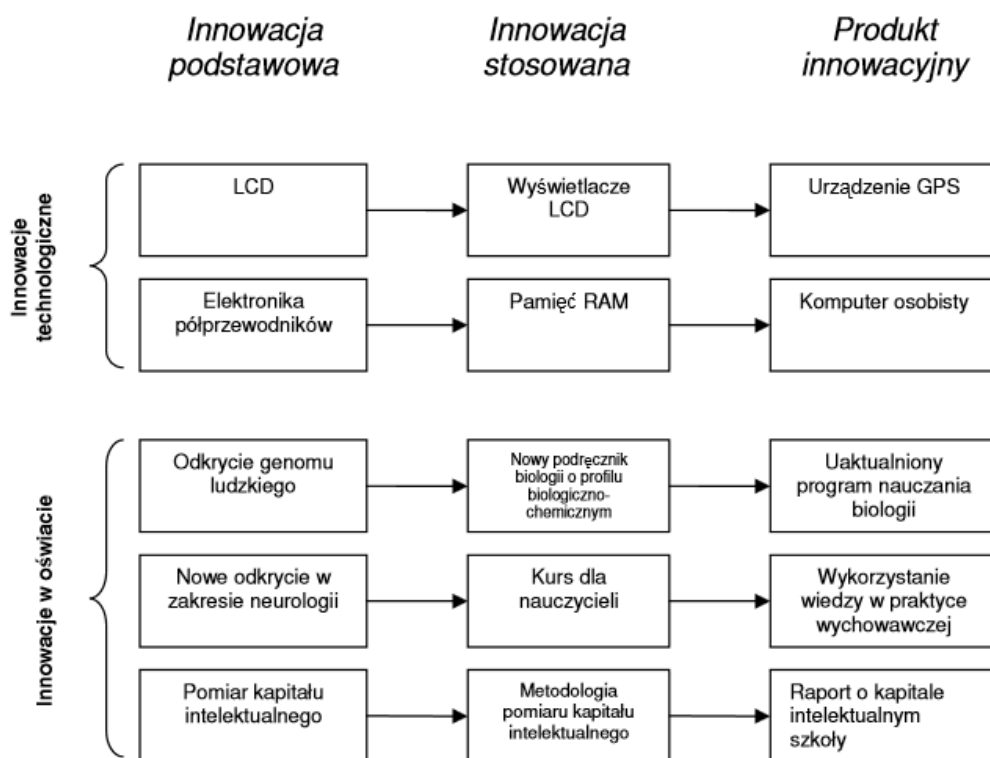 Innowacja
podstawowa
Innowacja
stosowana
Produkt
innowacyjny
Innowacje
technologiczne
LCD
Wyświetlacze
LCD
Urządzenie GPS
Elektronika
półprzewodników
Pamięć RAM
Komputer osobisty
Innowacje w oświacie
Odkrycie genomu
ludzkiego
Nowy podręcznik
biologii o profilu
biologiczno-
chemicznym
Uaktualniony
program nauczania
biologii
Nowe odkrycie w
zakresie neurologii
Kurs dla
nauczycieli
Wykorzystanie
wiedzy w praktyce
wychowawczej
Pomiar kapitału
intelektualnego
Metodologia
pomiaru kapitału
intelektualnego
Raport o kapitale
intelektualnym
szkoły